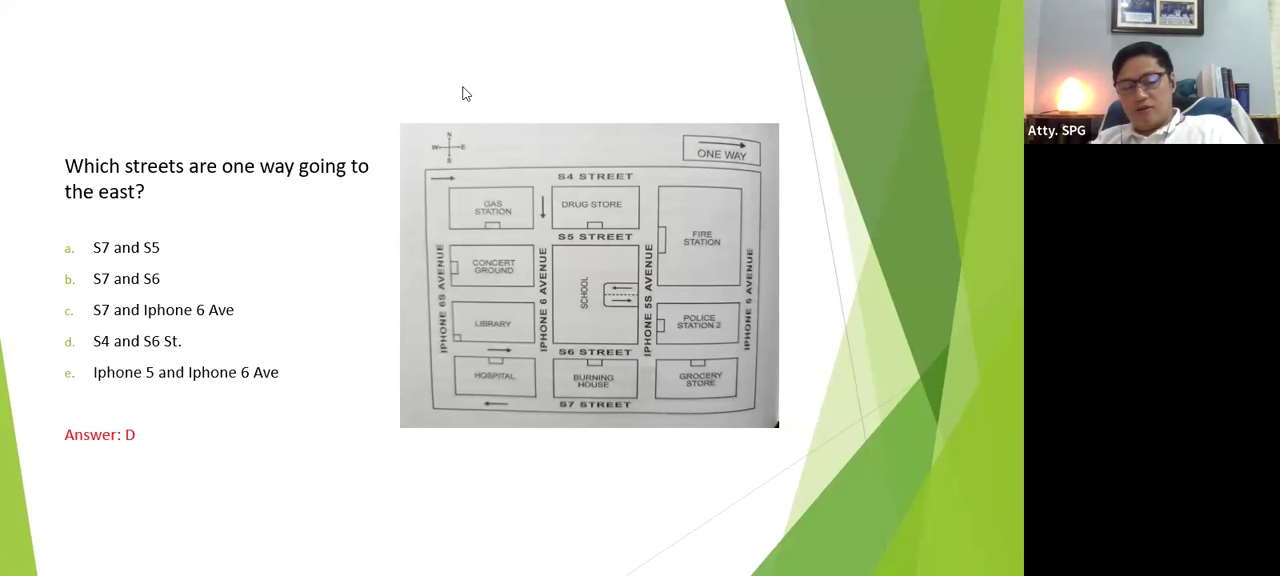 Which streets are one way going to
the east?
a. S7 and S5
b. S7 and S6
c. S7 and Iphone 6 Ave
d. S4 and S6 St.
e. Iphone 5 and Iphone 6 Ave
Answer: D
N
W E
S
ONE WAY
S4 STREET
GAS
STATION
DRUG STORE
FIRE
STATION
S5 STREET
IPHONE 6S AVENUE
CONCERT
GROUND
IPHONE 6 AVENUE
SCHOOL
IPHONE 5S AVENUE
IPHONE 5 AVENUE
LIBRARY
POLICE
STATION 2
S6 STREET
HOSPITAL
BURNING
HOUSE
GROCERY
STORE
S7 STREET
Atty. SPG